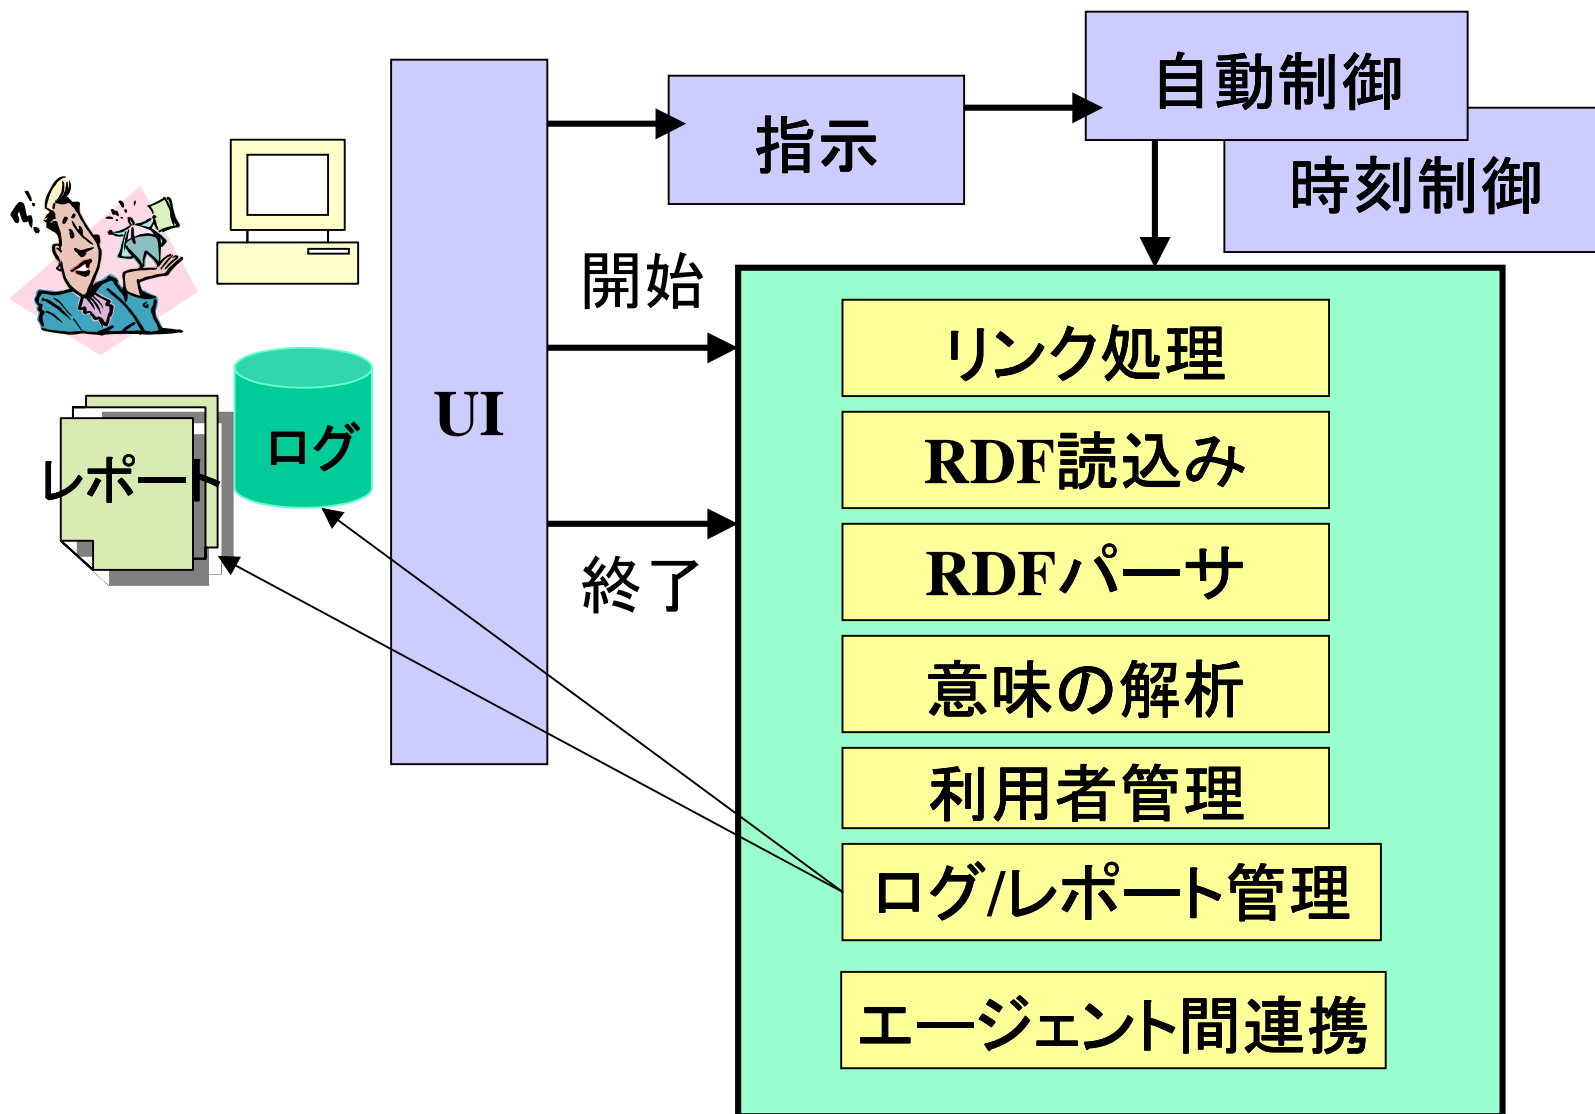 自動制御
時刻制御
指示
開始
UI
終了
ログ
レポート
リンク処理
RDF読込み
RDFパーサ
意味の解析
利用者管理
ログ/レポート管理
エージェント間連携